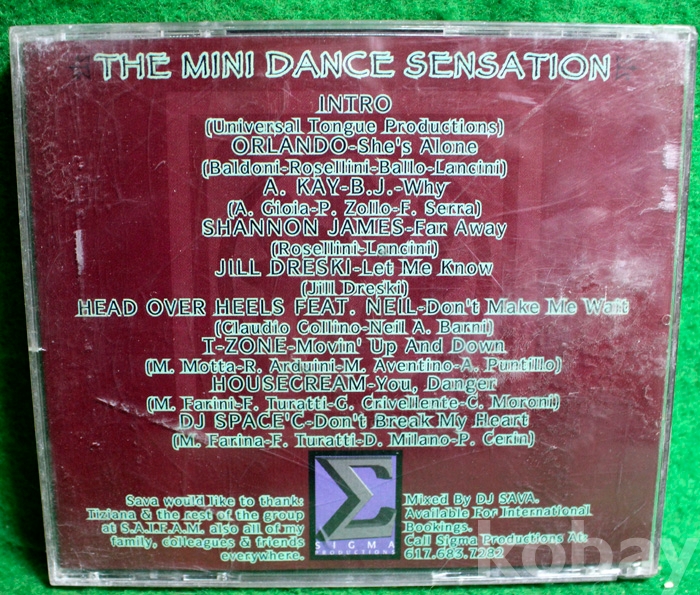 THE MINI DANCE SENSATION
INTRO
(Universal Tongue Productions)
ORLANDO-She's Alone
(Baldoni-Rosellini-Ballo-Lancini)
A. KAY-B.J.-Why
(A. Gioia-P. Zollo-F. Serra)
SHANNON JAMES-Far Away
(Rosellini-Lancini)
JILL DRESKI-Let Me Know
(Jill Dreski)
HEAD OVER HEELS FEAT. NEIL-Don't Make Me Wait
(Claudio Collino-Neil A. Barni)
T-ZONE-Movin' Up And Down
(M. Motta-R. Arduini-M. Aventino-A. Puntillo)
HOUSECREAM-You, Danger
(M. Farini-F. Turatti-G. Crivellente-C. Moroni)
DJ SPACE'C-Don't Break My Heart
(M. Farina-F. Turatti-D. Milano-P. Cerin)
Sava would like to thank:
Tiziana & the rest of the group
at S.A.I.F.A.M. also all of my
family, colleagues & friends
everywhere.
Σ
SIGMA
PRODUCTIONS
Mixed By DJ SAVA.
Available For International
Bookings.
Call Sigma Productions At:
617.683.7282
kobay